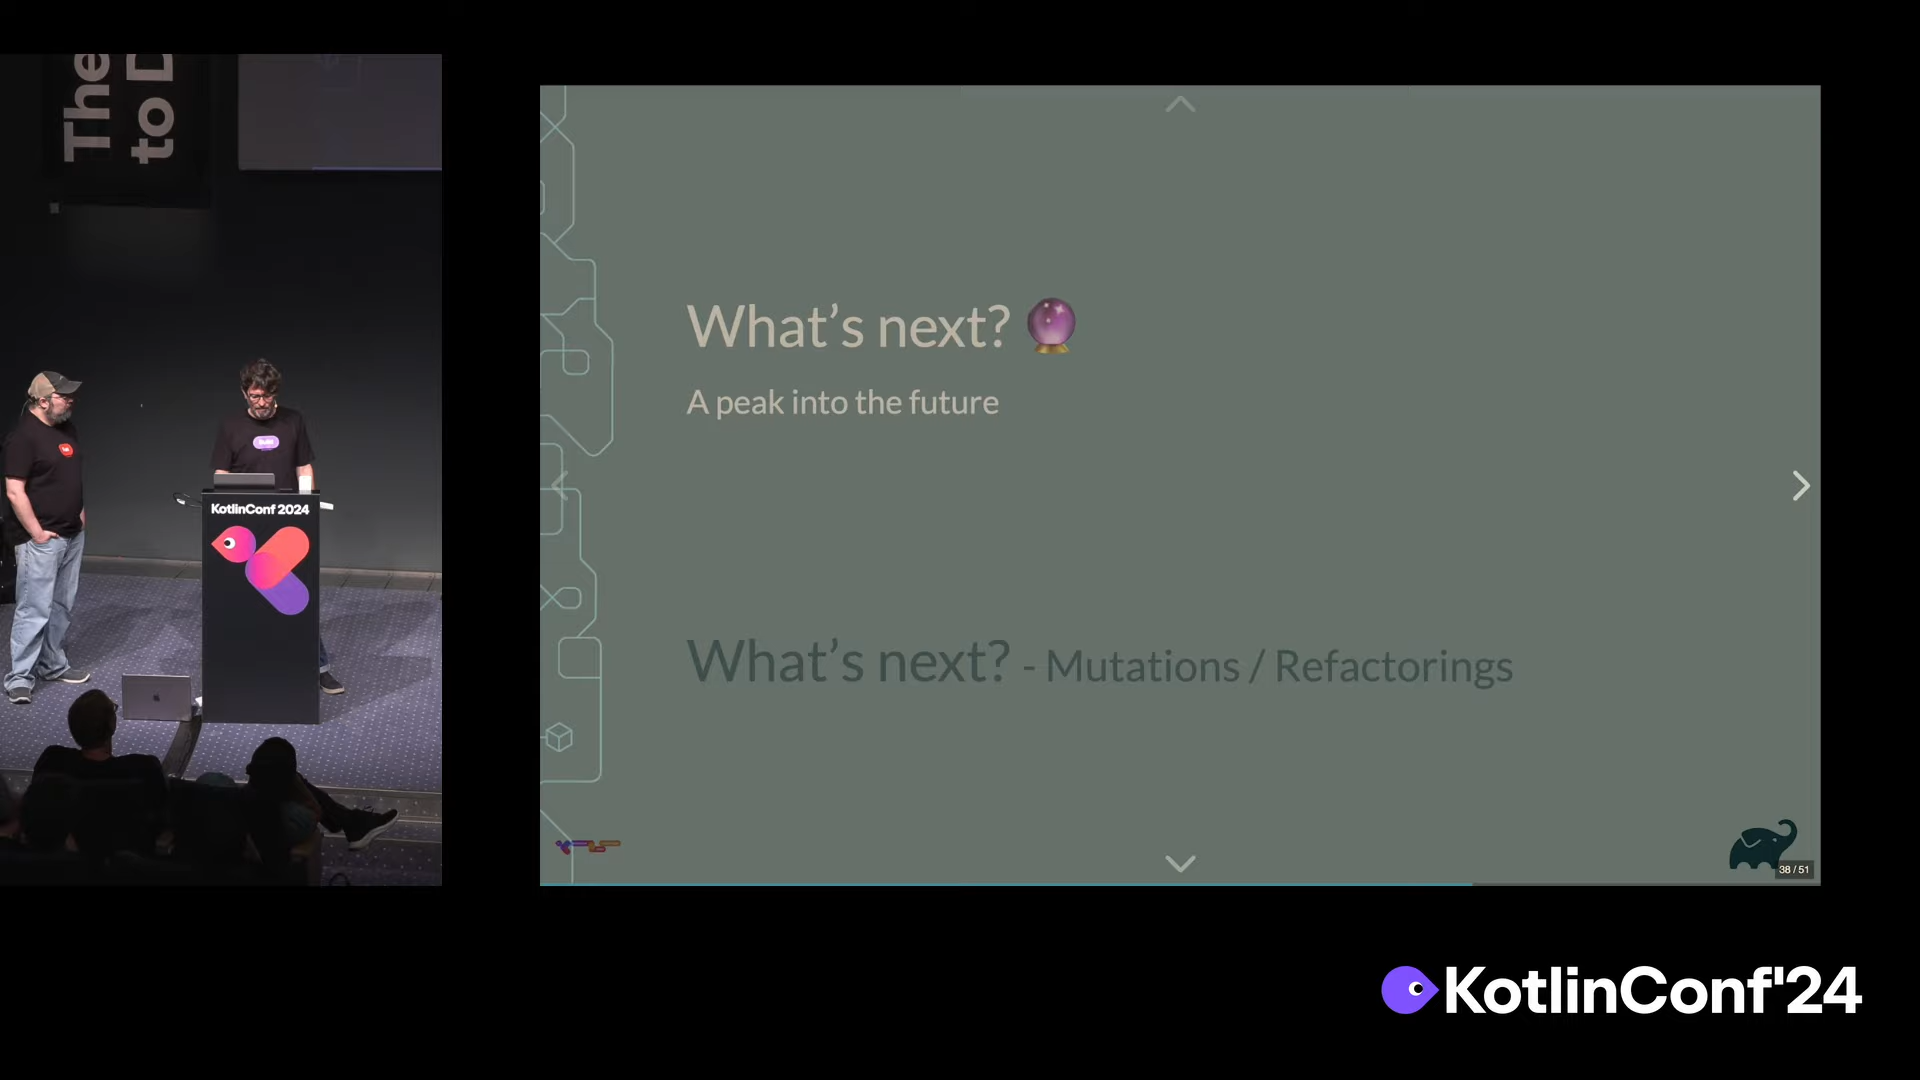 The
to D
KotlinConf 2024
What’s next? 🔮
A peak into the future
What’s next? - Mutations / Refactorings
38 / 51
KotlinConf'24